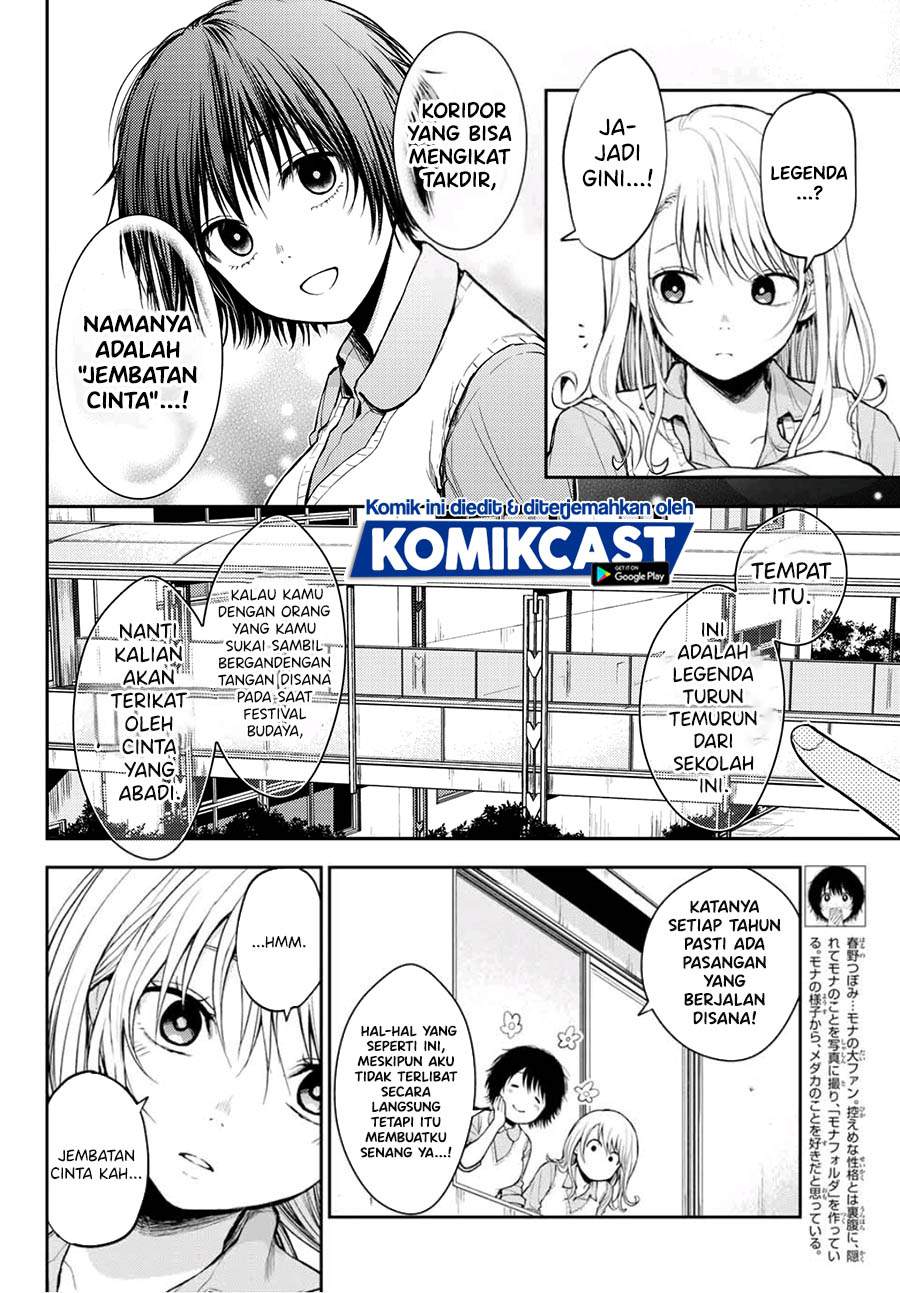 LEGENDA
...?
JA-
JADI
GINI...!
KORIDOR
YANG BISA
MENGIKAT
TAKDIR,
NAMANYA
ADALAH
"JEMBATAN
CINTA"...!
Komik ini diedit & diterjemahkan oleh
KOMIKCAST
GET IT ON
Google Play
TEMPAT
ITU.
INI
ADALAH
LEGENDA
TURUN
TEMURUN
DARI
SEKOLAH
INI.
KALAU KAMU
DENGAN ORANG
YANG KAMU
SUKAI SAMBIL
BERGANDENGAN
TANGAN DISANA
PADA SAAT
FESTIVAL
BUDAYA,
NANTI
KALIAN
AKAN
TERIKAT
OLEH
CINTA
YANG
ABADI.
KATANYA
SETIAP TAHUN
PASTI ADA
PASANGAN
YANG
BERJALAN
DISANA!
HAL-HAL YANG
SEPERTI INI,
MESKIPUN AKU
TIDAK TERLIBAT
SECARA
LANGSUNG
TETAPI ITU
MEMBUATKU
SENANG YA...!
...HMM.
JEMBATAN
CINTA KAH...
春野つぼみ…モナの大ファン。控えめな性格とは裏腹に、隠
れてモナのことを写真に撮り、「モナフォルダ」を作ってい
る。モナの様子から、メダカのことを好きだと思っている。